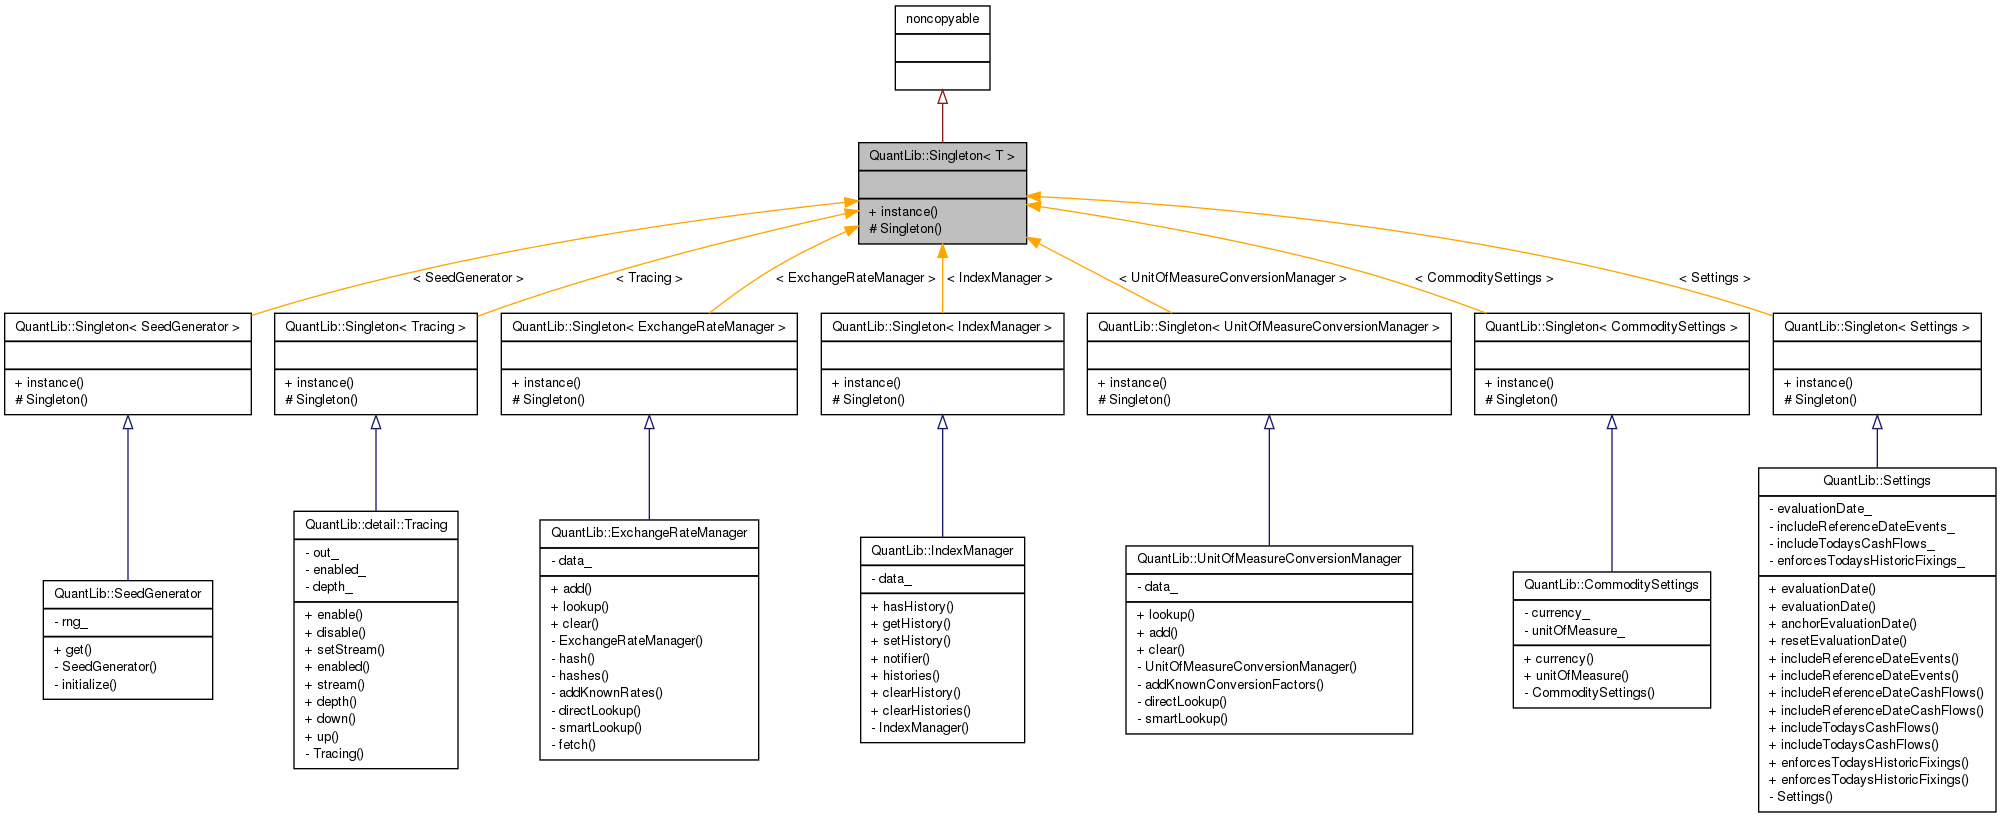 noncopyable
QuantLib::Singleton< T >
+ instance()
# Singleton()
< SeedGenerator >
< Tracing >
< ExchangeRateManager >
< IndexManager >
< UnitOfMeasureConversionManager >
< CommoditySettings >
< Settings >
QuantLib::Singleton< SeedGenerator >
+ instance()
# Singleton()
QuantLib::Singleton< Tracing >
+ instance()
# Singleton()
QuantLib::Singleton< ExchangeRateManager >
+ instance()
# Singleton()
QuantLib::Singleton< IndexManager >
+ instance()
# Singleton()
QuantLib::Singleton< UnitOfMeasureConversionManager >
+ instance()
# Singleton()
QuantLib::Singleton< CommoditySettings >
+ instance()
# Singleton()
QuantLib::Singleton< Settings >
+ instance()
# Singleton()
QuantLib::SeedGenerator
- rng_
+ get()
- SeedGenerator()
- initialize()
QuantLib::detail::Tracing
- out_
- enabled_
- depth_
+ enable()
+ disable()
+ setStream()
+ enabled()
+ stream()
+ depth()
+ down()
+ up()
- Tracing()
QuantLib::ExchangeRateManager
- data_
+ add()
+ lookup()
+ clear()
- ExchangeRateManager()
- hash()
- hashes()
- addKnownRates()
- directLookup()
- smartLookup()
- fetch()
QuantLib::IndexManager
- data_
+ hasHistory()
+ getHistory()
+ setHistory()
+ notifier()
+ histories()
+ clearHistory()
+ clearHistories()
- IndexManager()
QuantLib::UnitOfMeasureConversionManager
- data_
+ lookup()
+ add()
+ clear()
- UnitOfMeasureConversionManager()
- addKnownConversionFactors()
- directLookup()
- smartLookup()
QuantLib::CommoditySettings
- currency_
- unitOfMeasure_
+ currency()
+ unitOfMeasure()
- CommoditySettings()
QuantLib::Settings
- evaluationDate_
- includeReferenceDateEvents_
- includeTodaysCashFlows_
- enforcesTodaysHistoricFixings_
+ evaluationDate()
+ evaluationDate()
+ anchorEvaluationDate()
+ resetEvaluationDate()
+ includeReferenceDateEvents()
+ includeReferenceDateEvents()
+ includeReferenceDateCashFlows()
+ includeReferenceDateCashFlows()
+ includeTodaysCashFlows()
+ includeTodaysCashFlows()
+ enforcesTodaysHistoricFixings()
+ enforcesTodaysHistoricFixings()
- Settings()